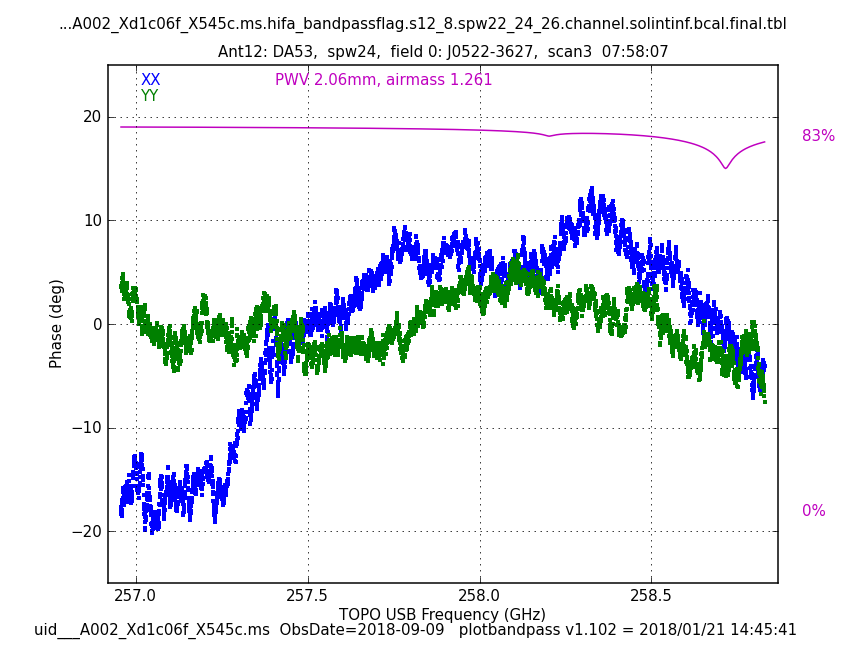 ...A002_Xd1c06f_X545c.ms.hifa_bandpassflag.s12_8.spw22_24_26.channel.solintinf.bcal.final.tbl
Ant12: DA53,  spw24,  field 0: J0522-3627,  scan3  07:58:07
XX
PWV 2.06mm, airmass 1.261
YY
20
83%
10
0
Phase (deg)
−10
−20
0%
257.0 257.5 258.0 258.5
TOPO USB Frequency (GHz)
uid___A002_Xd1c06f_X545c.ms  ObsDate=2018-09-09   plotbandpass v1.102 = 2018/01/21 14:45:41